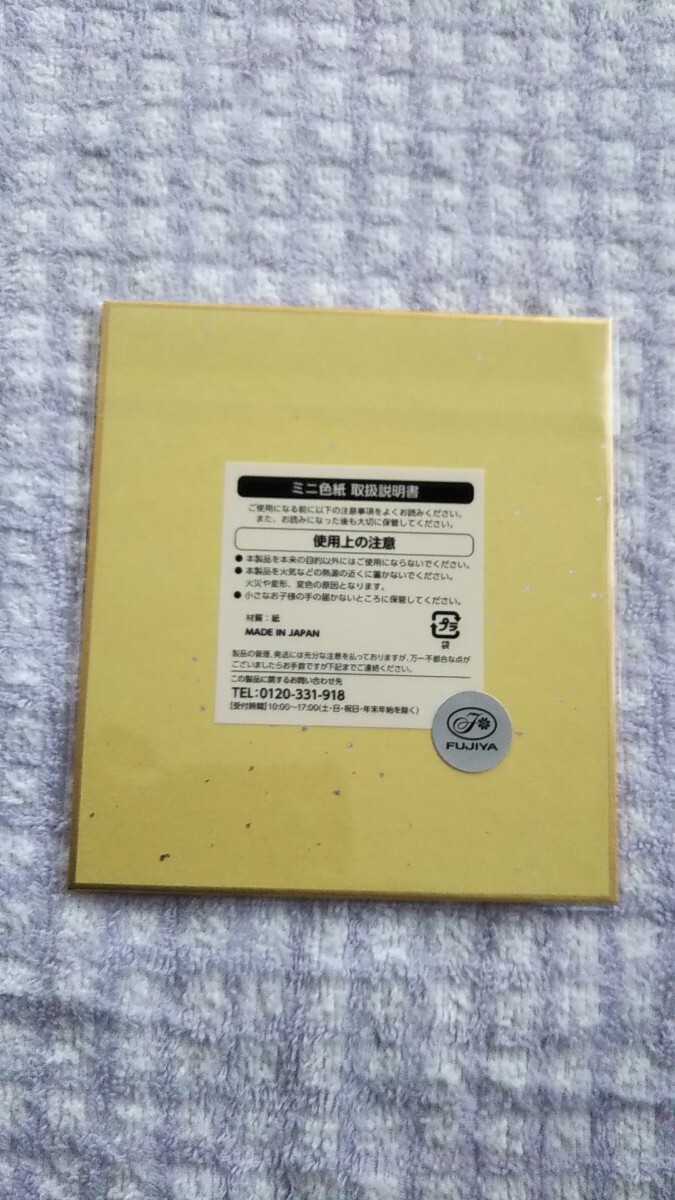 ミニ色紙 取扱説明書
ご使用になる前に以下の注意事項をよくお読みください。
また、お読みになった後も大切に保管してください。
使用上の注意
● 本製品を本来の目的以外にはご使用にならないでください。
● 本製品を火気などの熱源の近くに置かないでください。
火災や変形、変色の原因となります。
● 小さなお子様の手の届かないところに保管してください。
材質：紙
MADE IN JAPAN
プラ
袋
製品の管理、発送には充分な注意を払っておりますが、万一不都合な点が
ございましたらお手数ですが下記までご連絡ください。
この製品に関するお問い合わせ先
TEL:0120-331-918
[受付時間]10:00〜17:00(土・日・祝日・年末年始を除く)
F
FUJIYA